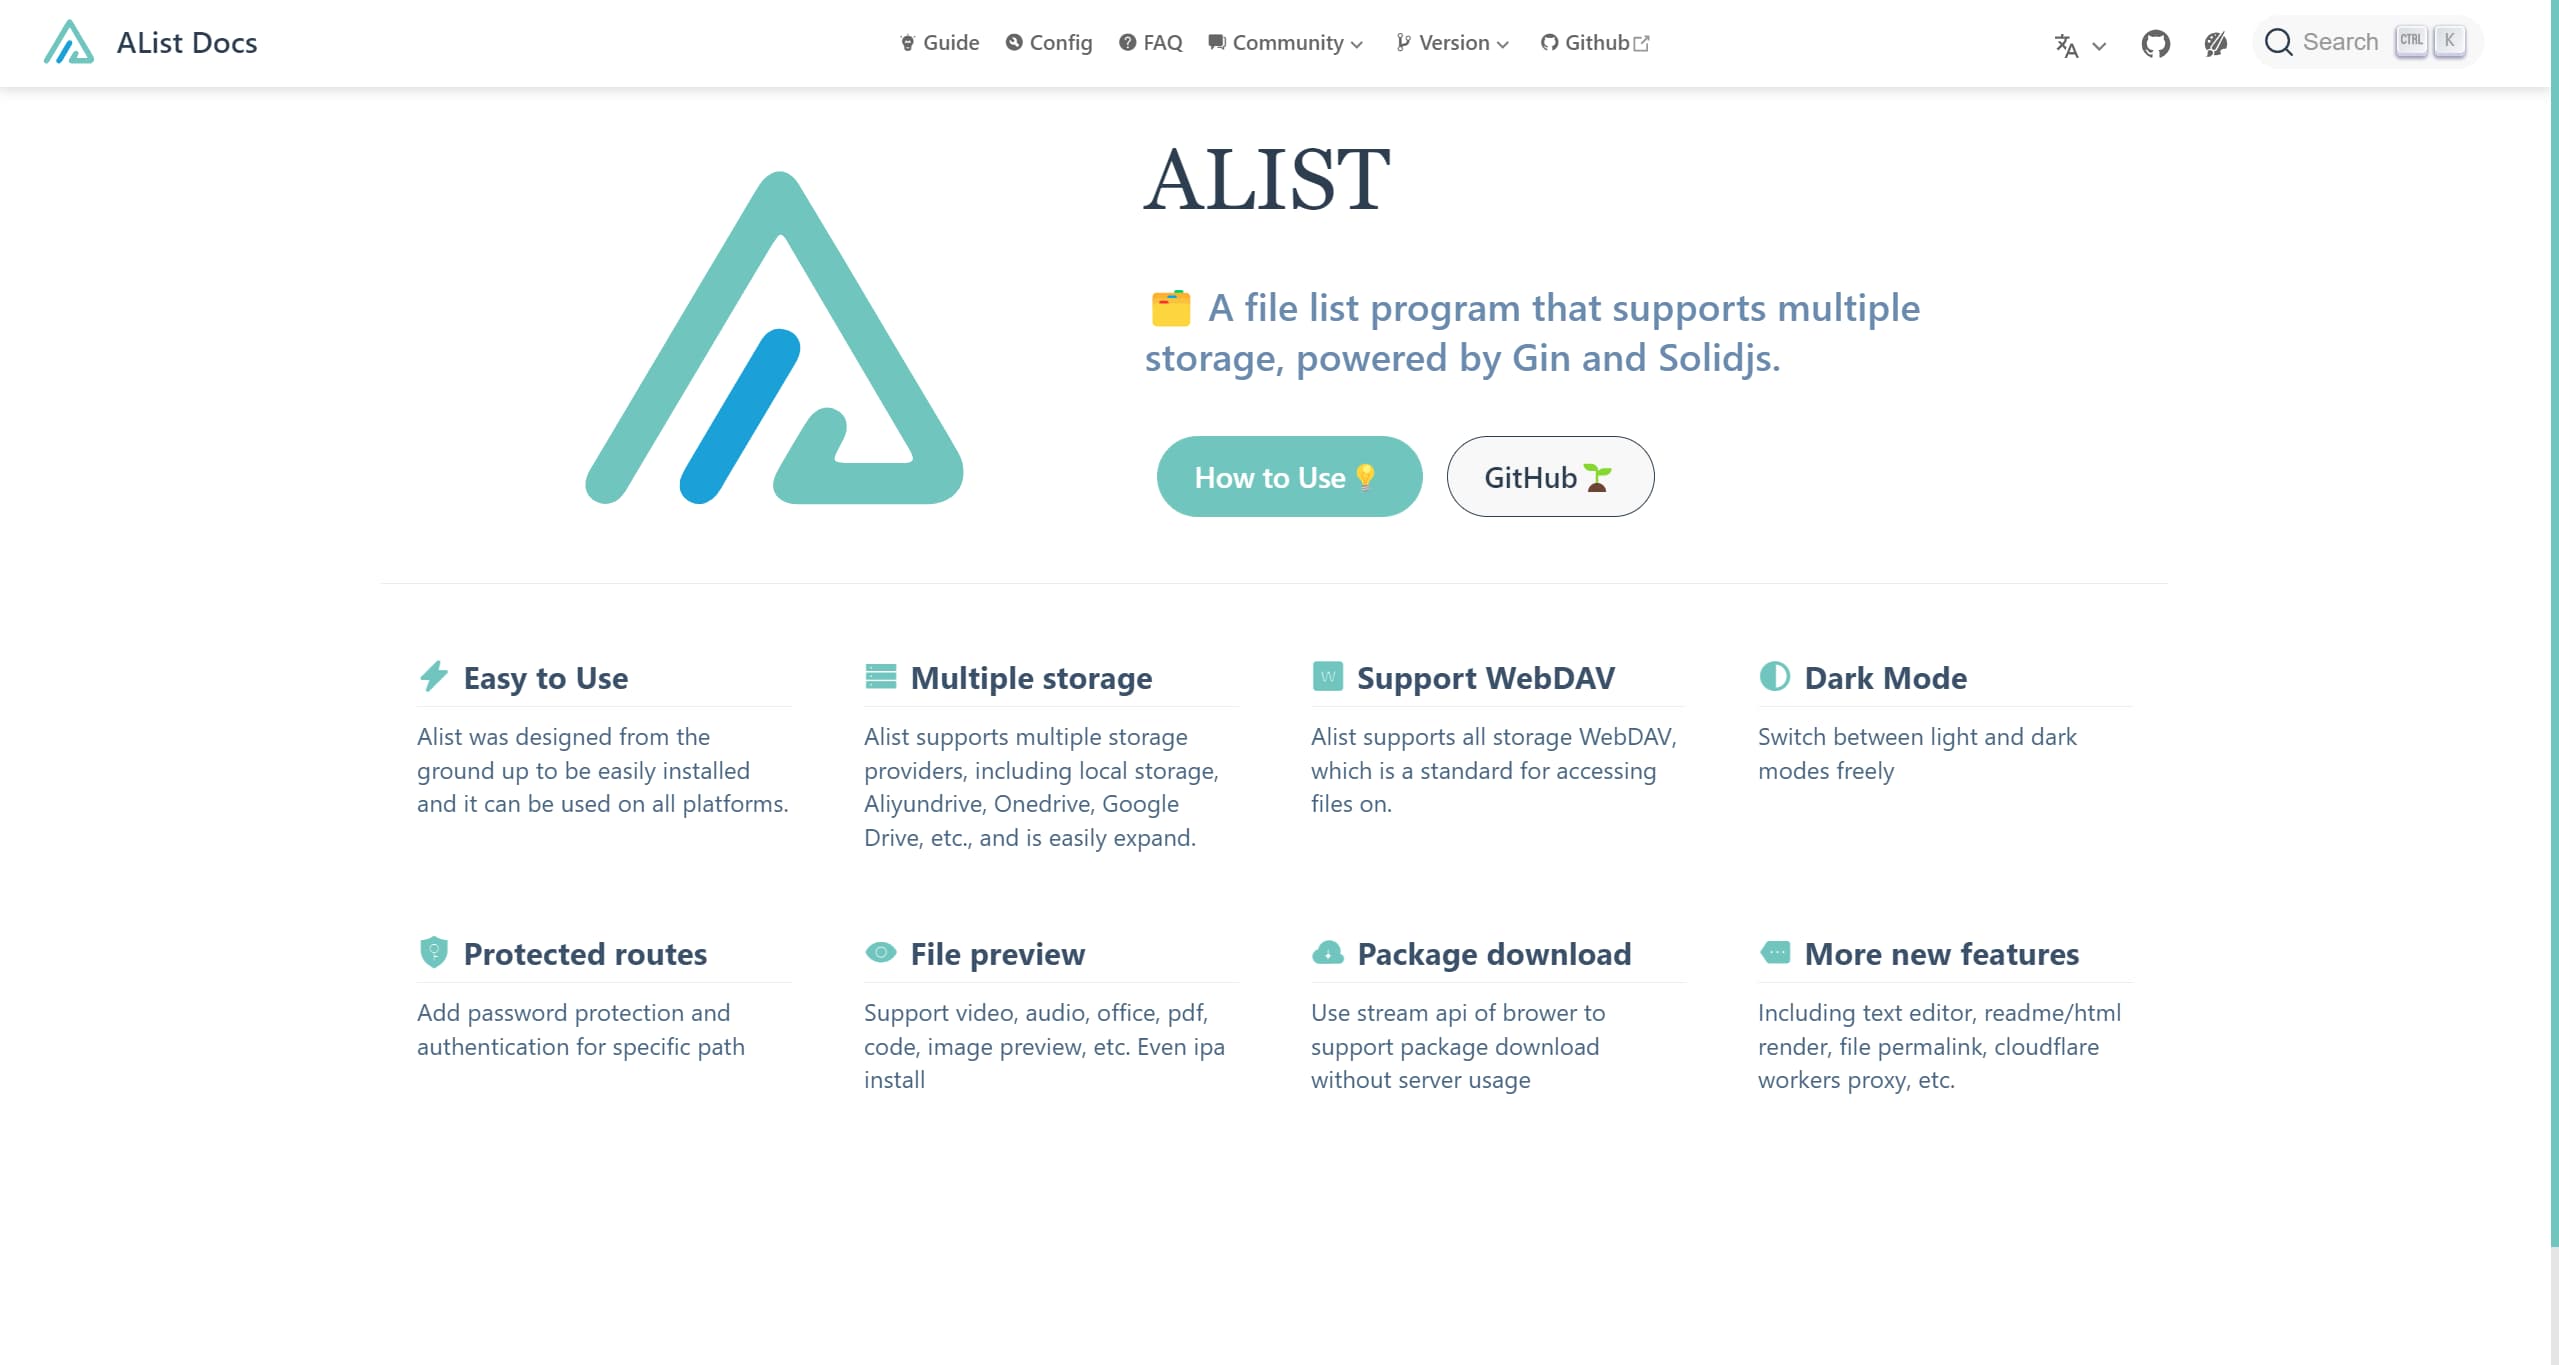 AList Docs
Guide
Config
FAQ
Community
Version
Github
Search
CTRL
K
ALIST
A file list program that supports multiple
storage, powered by Gin and Solidjs.
How to Use
GitHub
Easy to Use
Alist was designed from the
ground up to be easily installed
and it can be used on all platforms.
Multiple storage
Alist supports multiple storage
providers, including local storage,
Aliyundrive, Onedrive, Google
Drive, etc., and is easily expand.
W
Support WebDAV
Alist supports all storage WebDAV,
which is a standard for accessing
files on.
Dark Mode
Switch between light and dark
modes freely
Protected routes
Add password protection and
authentication for specific path
File preview
Support video, audio, office, pdf,
code, image preview, etc. Even ipa
install
Package download
Use stream api of brower to
support package download
without server usage
More new features
Including text editor, readme/html
render, file permalink, cloudflare
workers proxy, etc.